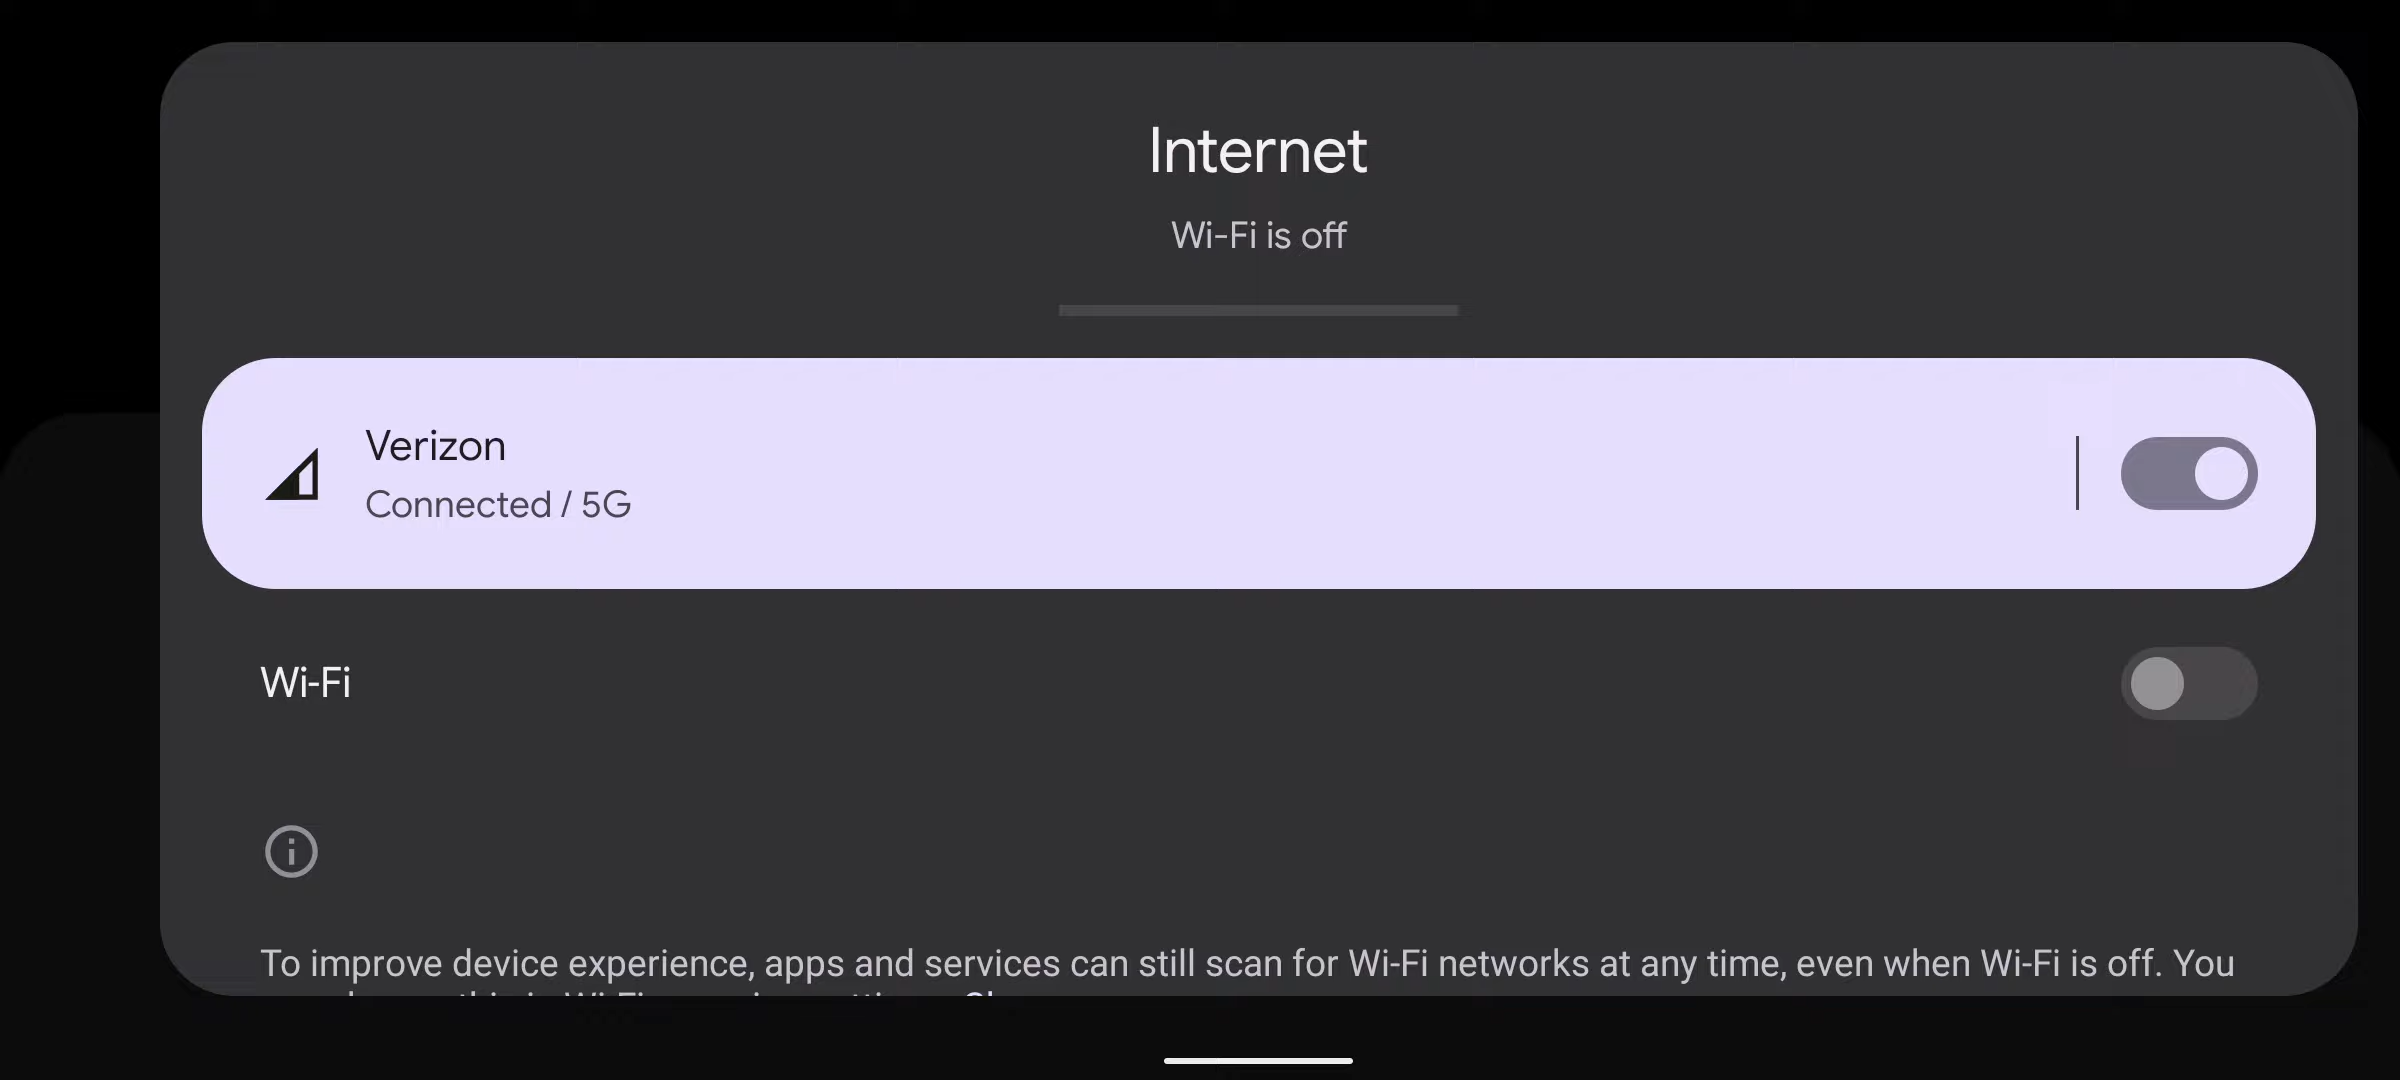 Internet
Wi-Fi is off
Verizon
Connected / 5G
Wi-Fi
To improve device experience, apps and services can still scan for Wi-Fi networks at any time, even when Wi-Fi is off. You